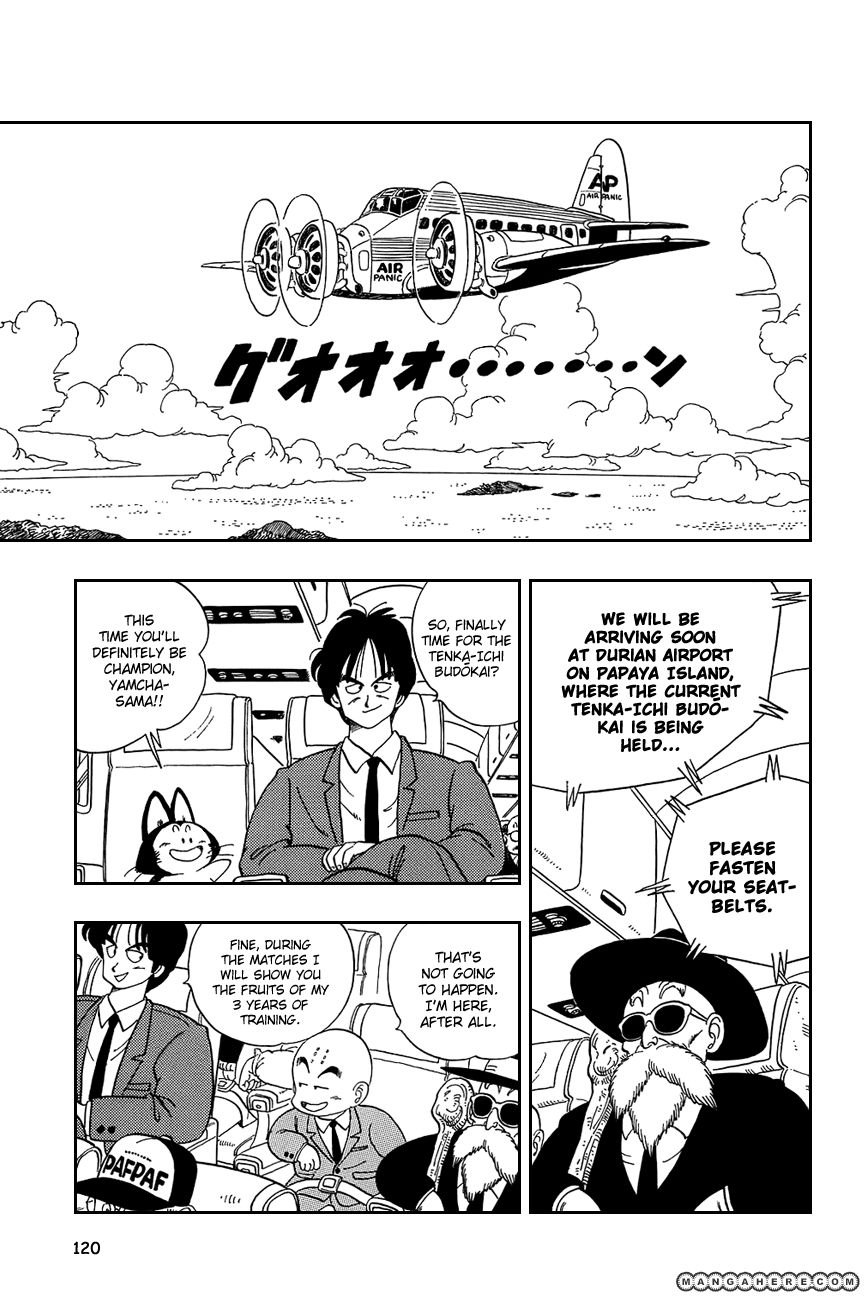 AP
AIR PANIC
AIR
PANIC
グオオオ・・・・・・・ン
WE WILL BE
ARRIVING SOON
AT DURIAN AIRPORT
ON PAPAYA ISLAND,
WHERE THE CURRENT
TENKA-ICHI BUDŌ-
KAI IS BEING
HELD...
PLEASE
FASTEN
YOUR SEAT-
BELTS.
SO, FINALLY
TIME FOR THE
TENKA-ICHI
BUDŌKAI?
THIS
TIME YOU'LL
DEFINITELY BE
CHAMPION,
YAMCHA-
SAMA!!
THAT'S
NOT GOING
TO HAPPEN.
I'M HERE,
AFTER ALL.
FINE, DURING
THE MATCHES I
WILL SHOW YOU
THE FRUITS OF MY
3 YEARS OF
TRAINING.
PAFPAF
120
MANGAHERE.COM